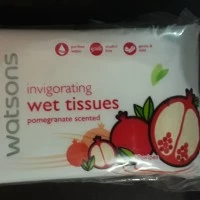 watsons
invigorating
wet tissues
pomegranate scented